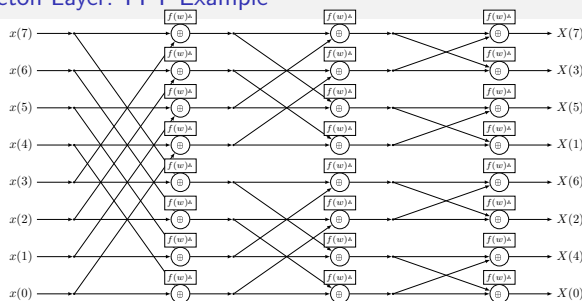 Layer: FFT Example
f(w) f(w) f(w)
x(7) ⊕ ⊕ ⊕ X(7)
f(w) f(w) f(w)
x(6) ⊕ ⊕ ⊕ X(3)
f(w) f(w) f(w)
x(5) ⊕ ⊕ ⊕ X(5)
f(w) f(w) f(w)
x(4) ⊕ ⊕ ⊕ X(1)
f(w) f(w) f(w)
x(3) ⊕ ⊕ ⊕ X(6)
f(w) f(w) f(w)
x(2) ⊕ ⊕ ⊕ X(2)
f(w) f(w) f(w)
x(1) ⊕ ⊕ ⊕ X(4)
f(w) f(w) f(w)
x(0) ⊕ ⊕ ⊕ X(0)